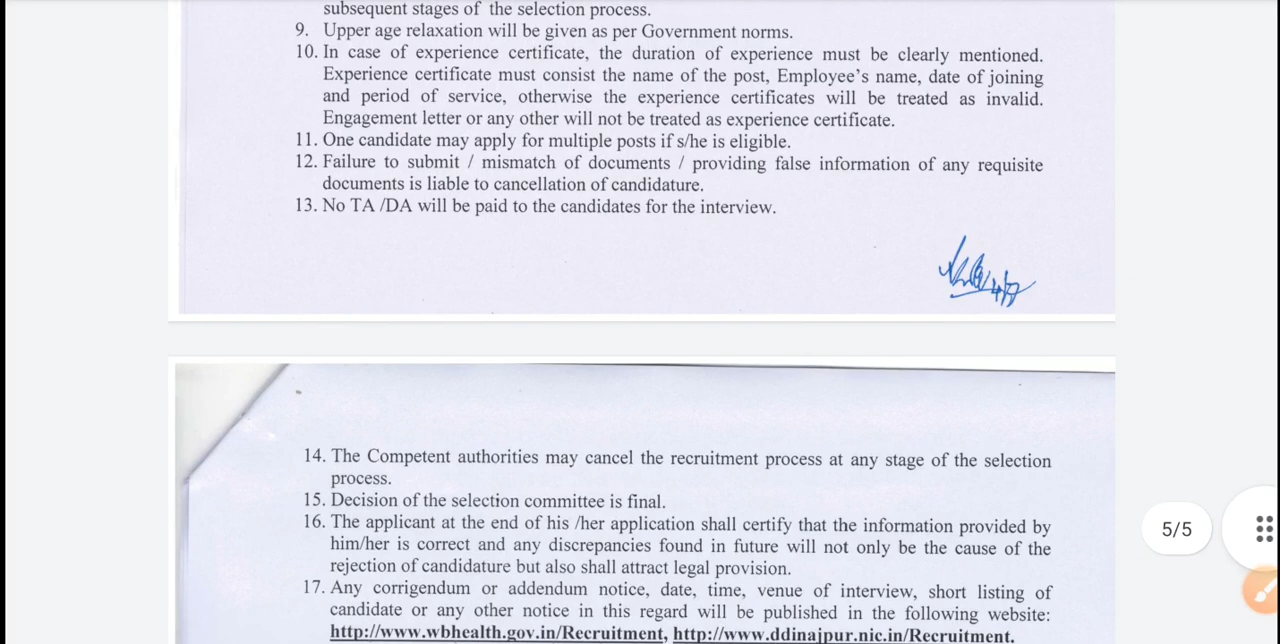 subsequent stages of the selection process.
9. Upper age relaxation will be given as per Government norms.
10. In case of experience certificate, the duration of experience must be clearly mentioned.
Experience certificate must consist the name of the post, Employee's name, date of joining
and period of service, otherwise the experience certificates will be treated as invalid.
Engagement letter or any other will not be treated as experience certificate.
11. One candidate may apply for multiple posts if s/he is eligible.
12. Failure to submit / mismatch of documents / providing false information of any requisite
documents is liable to cancellation of candidature.
13. No TA /DA will be paid to the candidates for the interview.
14. The Competent authorities may cancel the recruitment process at any stage of the selection
process.
15. Decision of the selection committee is final.
16. The applicant at the end of his /her application shall certify that the information provided by
him/her is correct and any discrepancies found in future will not only be the cause of the
rejection of candidature but also shall attract legal provision.
17. Any corrigendum or addendum notice, date, time, venue of interview, short listing of
candidate or any other notice in this regard will be published in the following website:
http://www.wbhealth.gov.in/Recruitment, http://www.ddinajpur.nic.in/Recruitment.
5/5